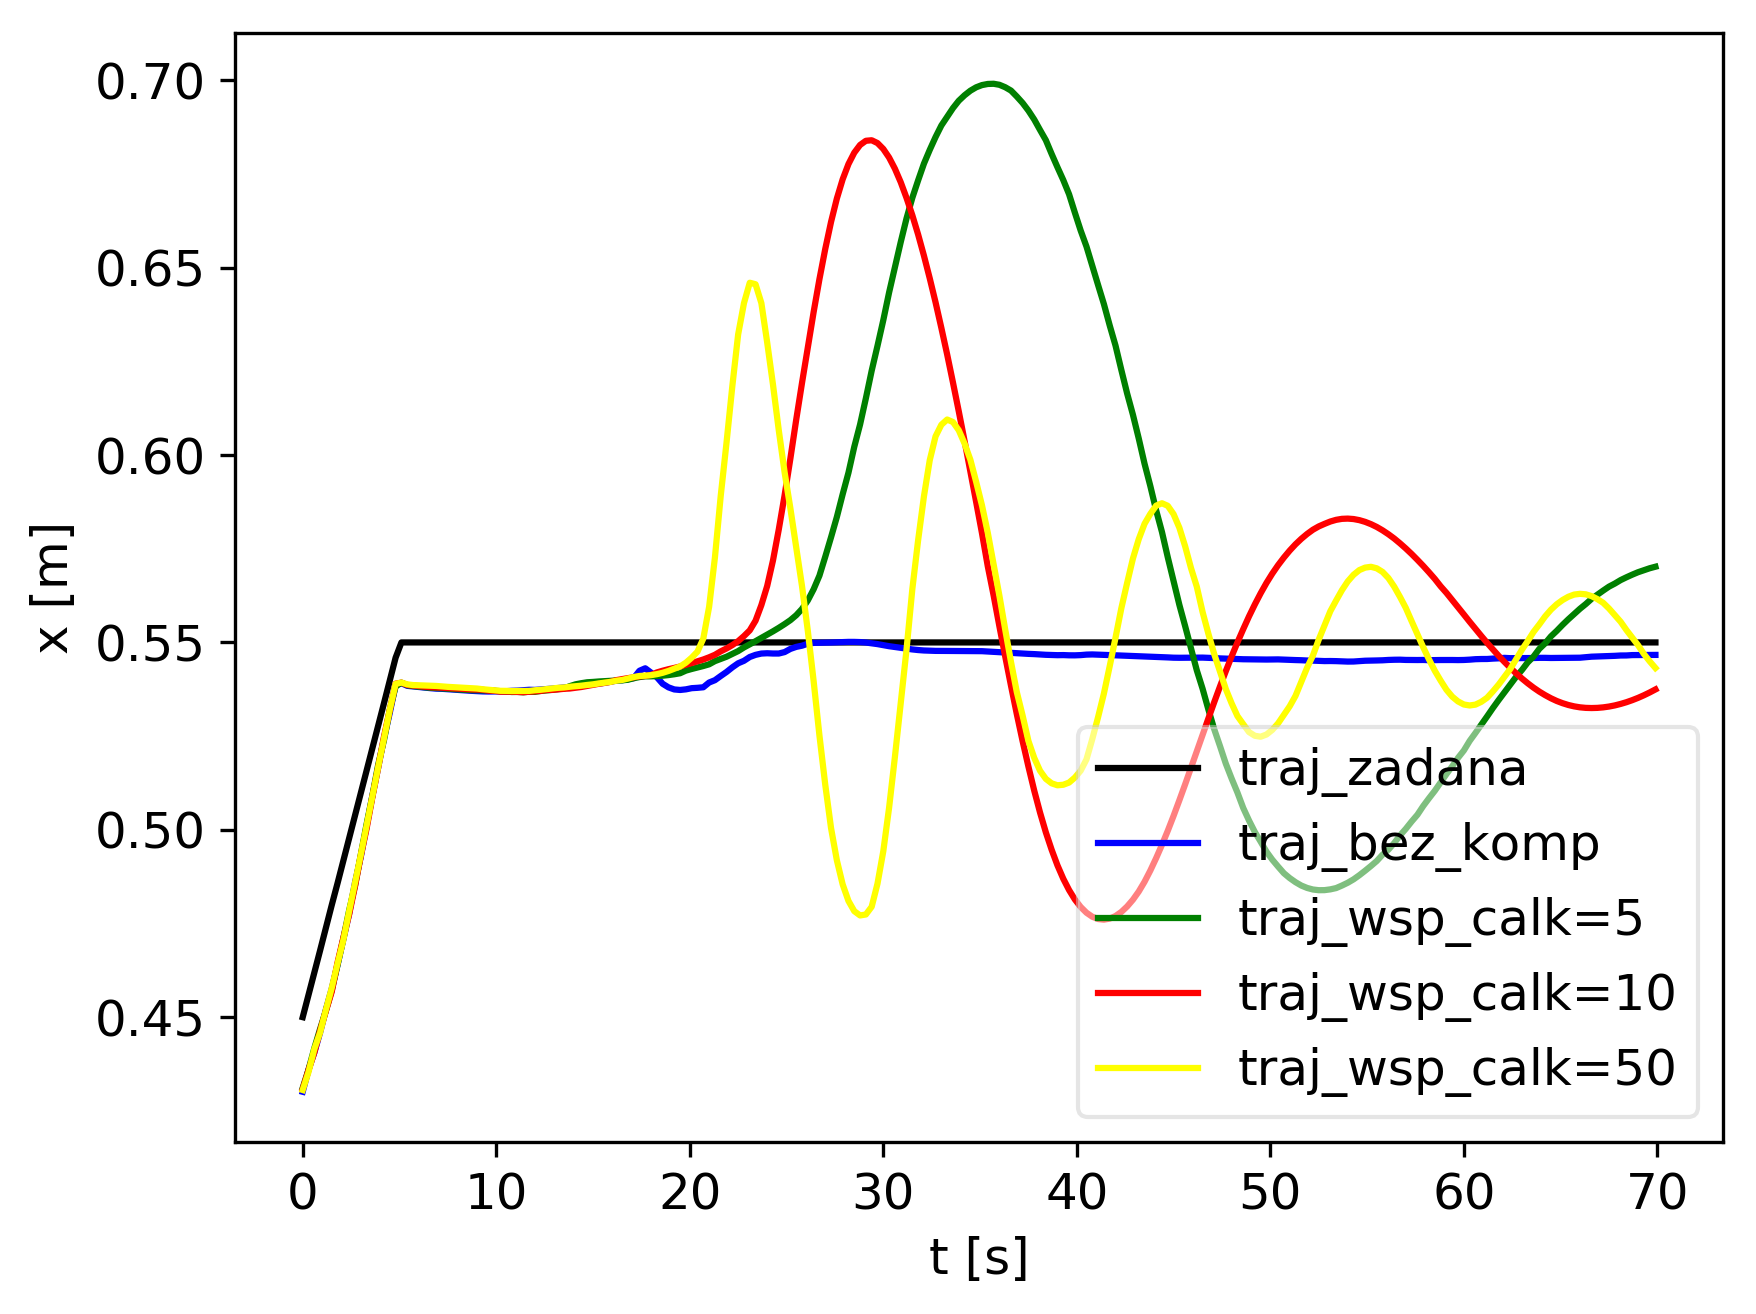 0.70
0.65
0.60
0.55
0.50
0.45
x [m]
traj_zadana
traj_bez_komp
traj_wsp_calk=5
traj_wsp_calk=10
traj_wsp_calk=50
0 10 20 30 40 50 60 70
t [s]